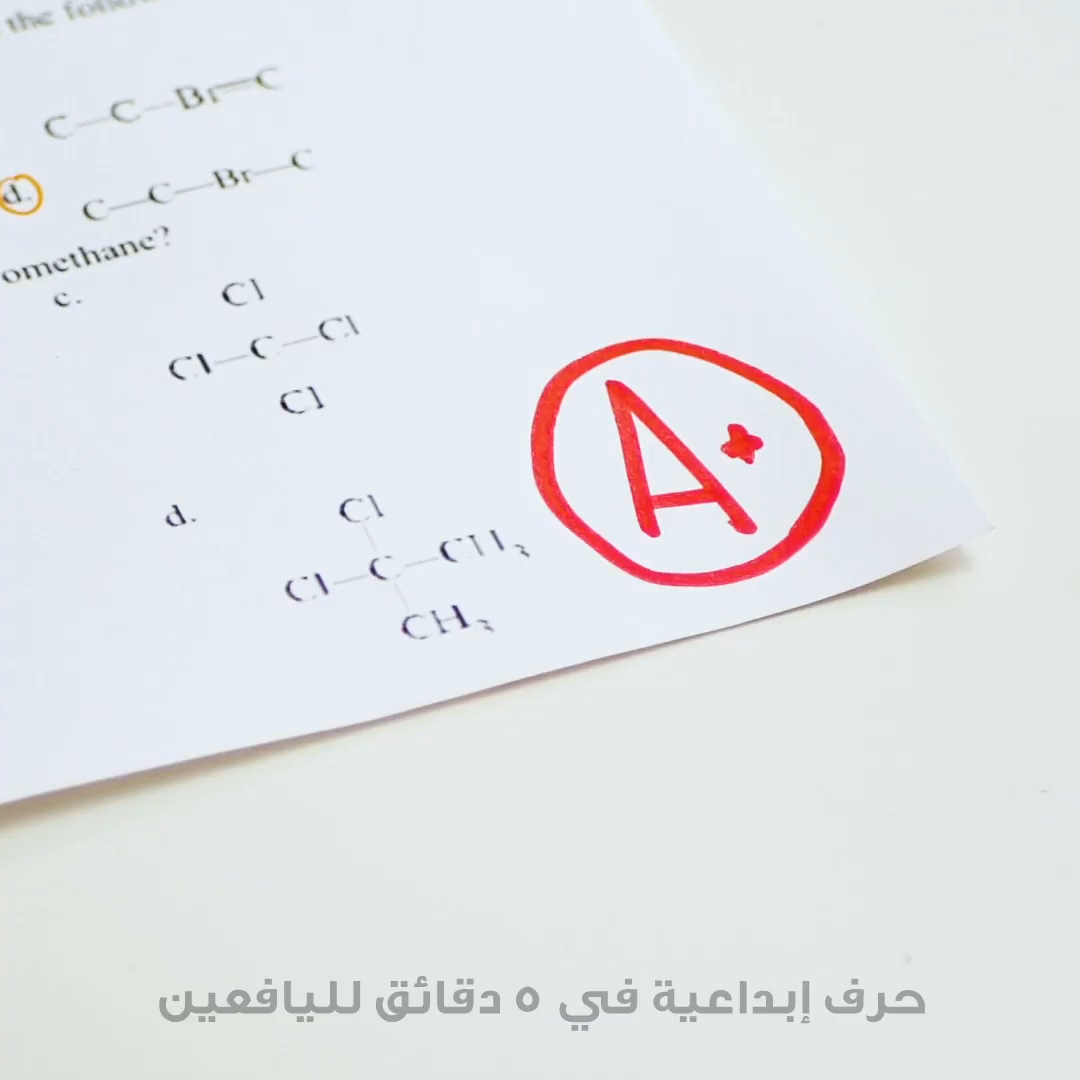 the
C—C—Br=C
d. C—C—Br—C
omethane?
c.
Cl
Cl—C—Cl
Cl
d.
Cl
Cl—C—CH₃
CH₃
A+
حرف إبداعية في ٥ دقائق لليافعين